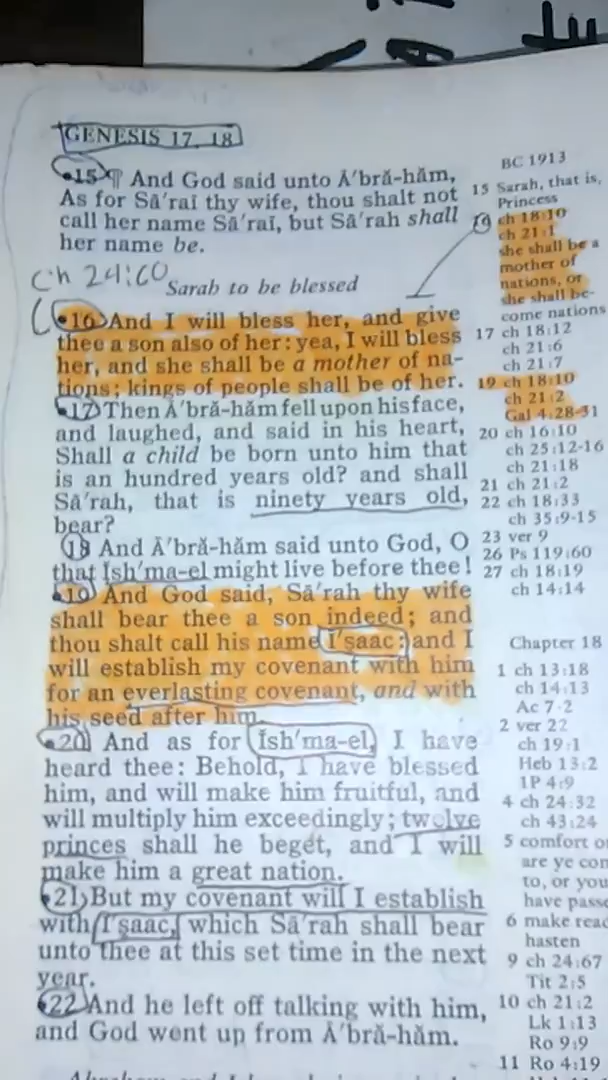 GENESIS 17, 18
•15 ¶ And God said unto Ā'bră-hăm,
As for Sā'raī thy wife, thou shalt not
call her name Sā'raī, but Sā'rah shall
her name be.
ch 24:60
Sarah to be blessed
•16 And I will bless her, and give
thee a son also of her: yea, I will bless
her, and she shall be a mother of na-
tions; kings of people shall be of her.
•17 Then Ā'bră-hăm fell upon his face,
and laughed, and said in his heart,
Shall a child be born unto him that
is an hundred years old? and shall
Sā'rah, that is ninety years old,
bear?
18 And Ā'bră-hăm said unto God, O
that Ĭsh'ma-el might live before thee!
•19 And God said, Sā'rah thy wife
shall bear thee a son indeed; and
thou shalt call his name Ī'ṣaac: and I
will establish my covenant with him
for an everlasting covenant, and with
his seed after him.
•20 And as for Ĭsh'ma-el, I have
heard thee: Behold, I have blessed
him, and will make him fruitful, and
will multiply him exceedingly; twelve
princes shall he beget, and I will
make him a great nation.
•21 But my covenant will I establish
with Ī'ṣaac, which Sā'rah shall bear
unto thee at this set time in the next
year.
•22 And he left off talking with him,
and God went up from Ā'bră-hăm.
BC 1913
15 Sarah, that is,
Princess
16 ch 18:10
ch 21:1
she shall be a
mother of
nations, or
she shall be-
come nations
17 ch 18:12
ch 21:6
ch 21:7
19 ch 18:10
ch 21:2
Gal 4:28-31
20 ch 16:10
ch 25:12-16
ch 21:18
21 ch 21:2
22 ch 18:33
ch 35:9-15
23 ver 9
26 Ps 119:60
27 ch 18:19
ch 14:14
Chapter 18
1 ch 13:18
ch 14:13
Ac 7:2
2 ver 22
ch 19:1
Heb 13:2
1P 4:9
4 ch 24:32
ch 43:24
5 comfort
are ye
to, or you
have
6 make
hasten
9 ch 24:67
Tit 2:5
10 ch 21:2
Lk 1:13
Ro 9:9
11 Ro 4:19